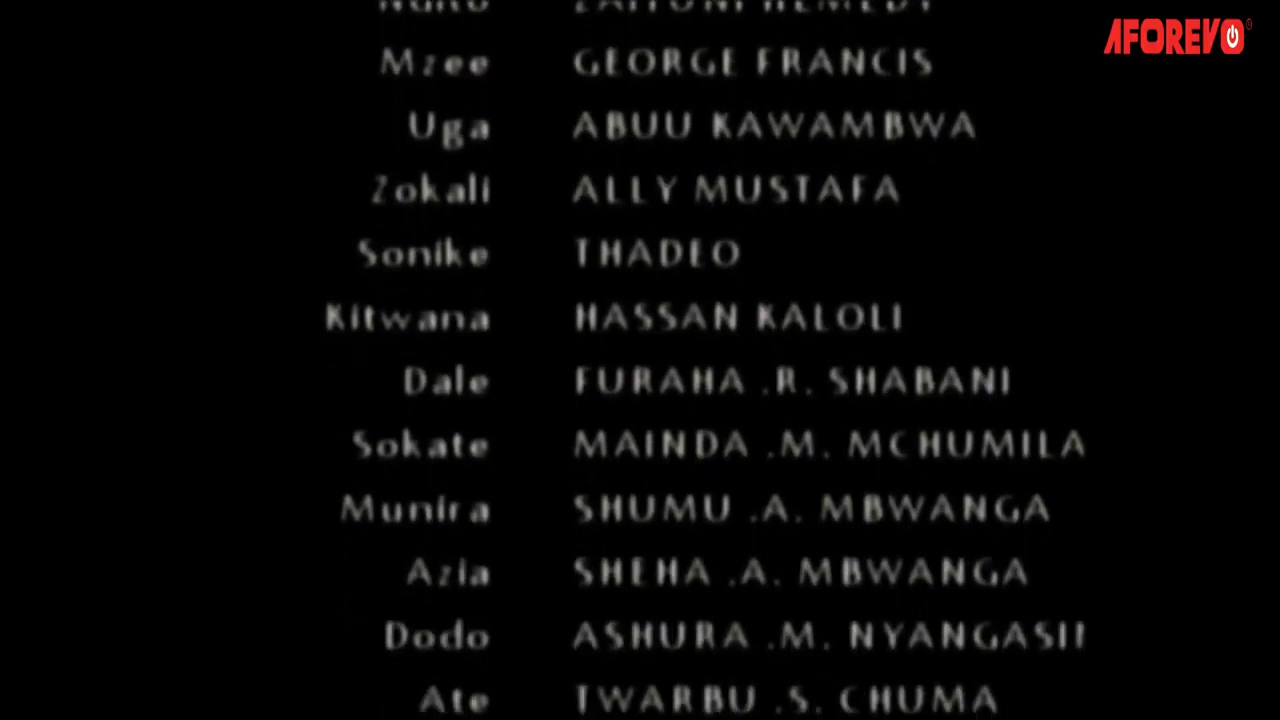 AFOREVO
Mzee GEORGE FRANCIS
Uga ABUU KAWAMBWA
Zokali ALLY MUSTAFA
Sonike THADEO
Kitwana HASSAN KALOLI
Dale FURAHA .R. SHABANI
Sokate MAINDA .M. MCHUMILA
Munira SHUMU .A. MBWANGA
Azia SHEHA .A. MBWANGA
Dodo ASHURA .M.
Ate TWARBU .S. CHUMA